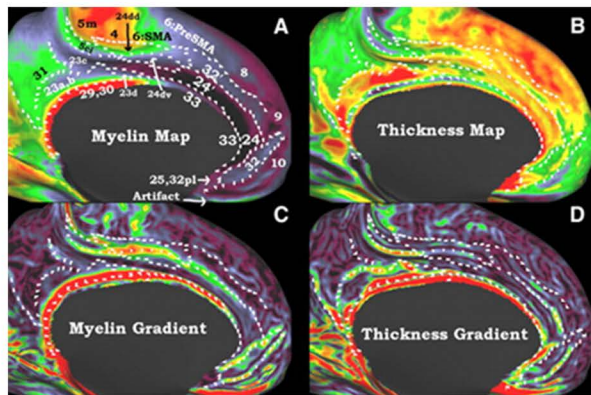 A
24dd
6:PreSMA
5m
4
6:SMA
5ci
8
31
23c
32
23a,b
24
29,30
23d
24dv
33
9
Myelin Map
33
24
32
10
25,32pl
Artifact
B
Thickness Map
C
Myelin Gradient
D
Thickness Gradient